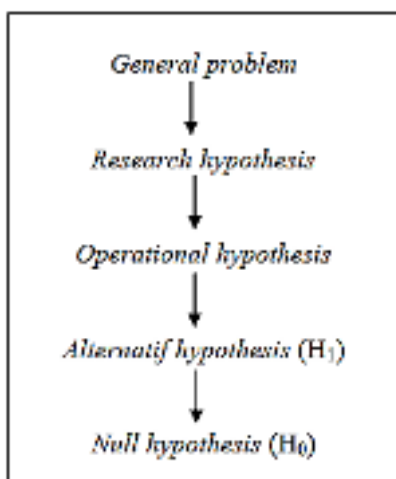 General problem
Research hypothesis
Operational hypothesis
Alternatif hypothesis (H₁)
Null hypothesis (H₀)